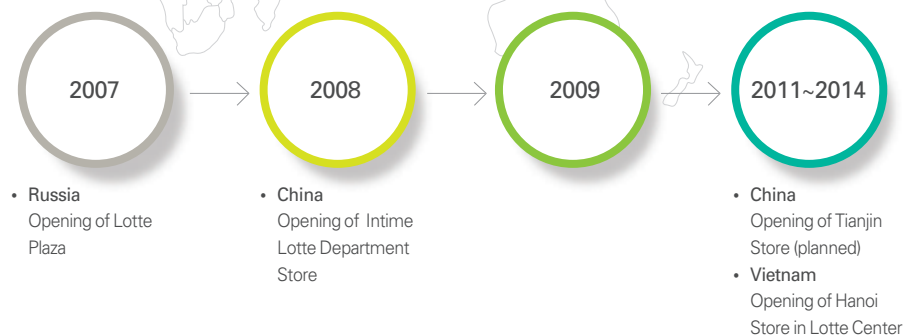 2007
2008
2009
2011~2014
• Russia
Opening of Lotte
Plaza
• China
Opening of Intime
Lotte Department
Store
• China
Opening of Tianjin
Store (planned)
• Vietnam
Opening of Hanoi
Store in Lotte Center